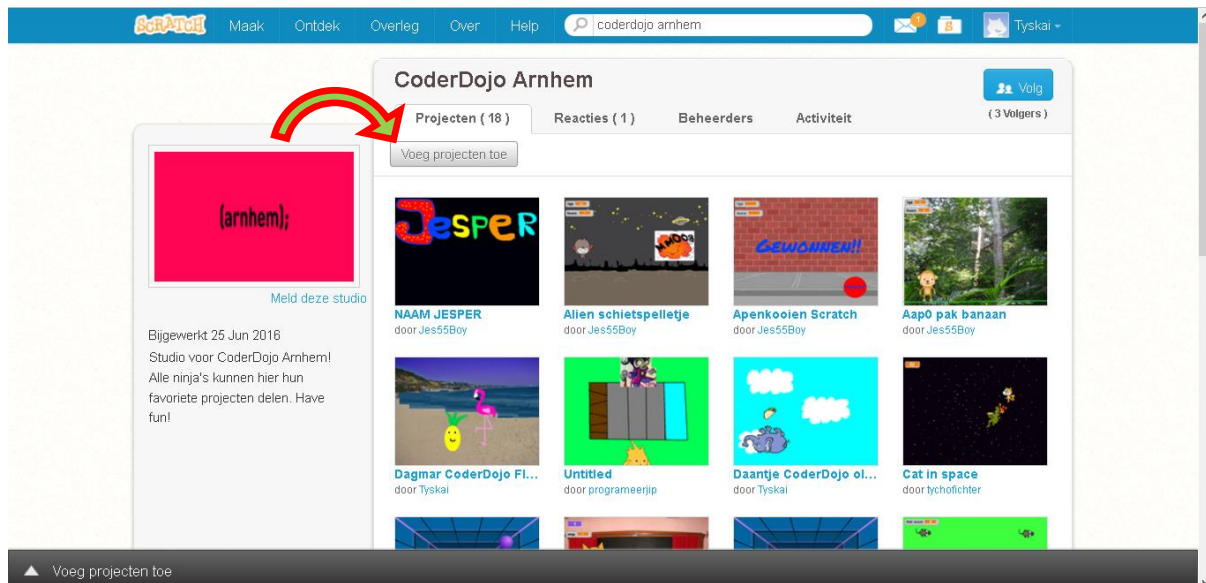 SCRATCH Maak Ontdek Overleg Over Help coderdojo arnhem 1 S Tyskai
CoderDojo Arnhem
Volg
(3 Volgers)
Projecten (18) Reacties (1) Beheerders Activiteit
Voeg projecten toe
(arnhem);
Meld deze studio
Bijgewerkt 25 Jun 2016
Studio voor CoderDojo Arnhem!
Alle ninja's kunnen hier hun
favoriete projecten delen. Have
fun!
JESPER
GEWONNEN!!
NAAM JESPER
door Jes55Boy
Alien schietspelletje
door Jes55Boy
Apenkooien Scratch
door Jes55Boy
Aap0 pak banaan
door Jes55Boy
Dagmar CoderDojo Fl...
door Tyskai
Untitled
door programeerjip
Daantje CoderDojo ol...
door Tyskai
Cat in space
door tychofichter
Voeg projecten toe